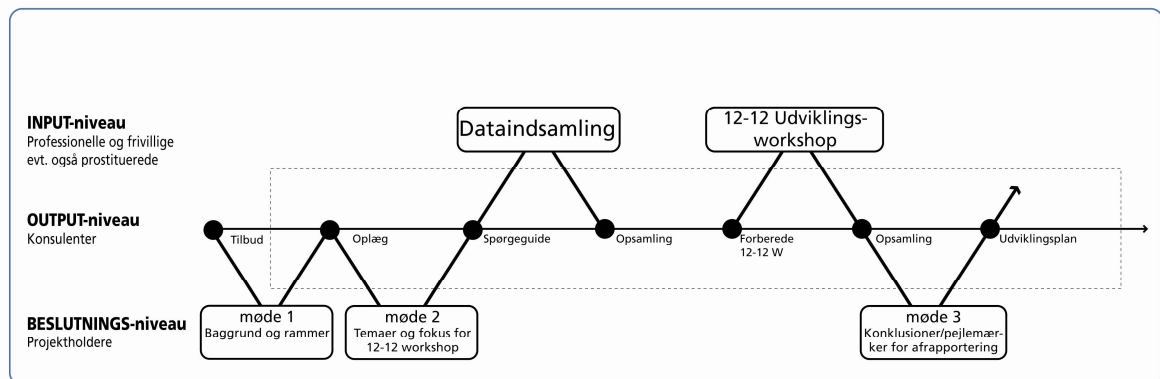 INPUT-niveau
Professionelle og frivillige
evt. også prostituerede
Dataindsamling
12-12 Udviklings-
workshop
OUTPUT-niveau
Konsulenter
Tilbud
Oplæg
Spørgeguide
Opsamling
Forberede
12-12 W
Opsamling
Udviklingsplan
BESLUTNINGS-niveau
Projektholdere
møde 1
Baggrund og rammer
møde 2
Temaer og fokus for
12-12 workshop
møde 3
Konklusioner/pejlemær-
ker for afrapportering